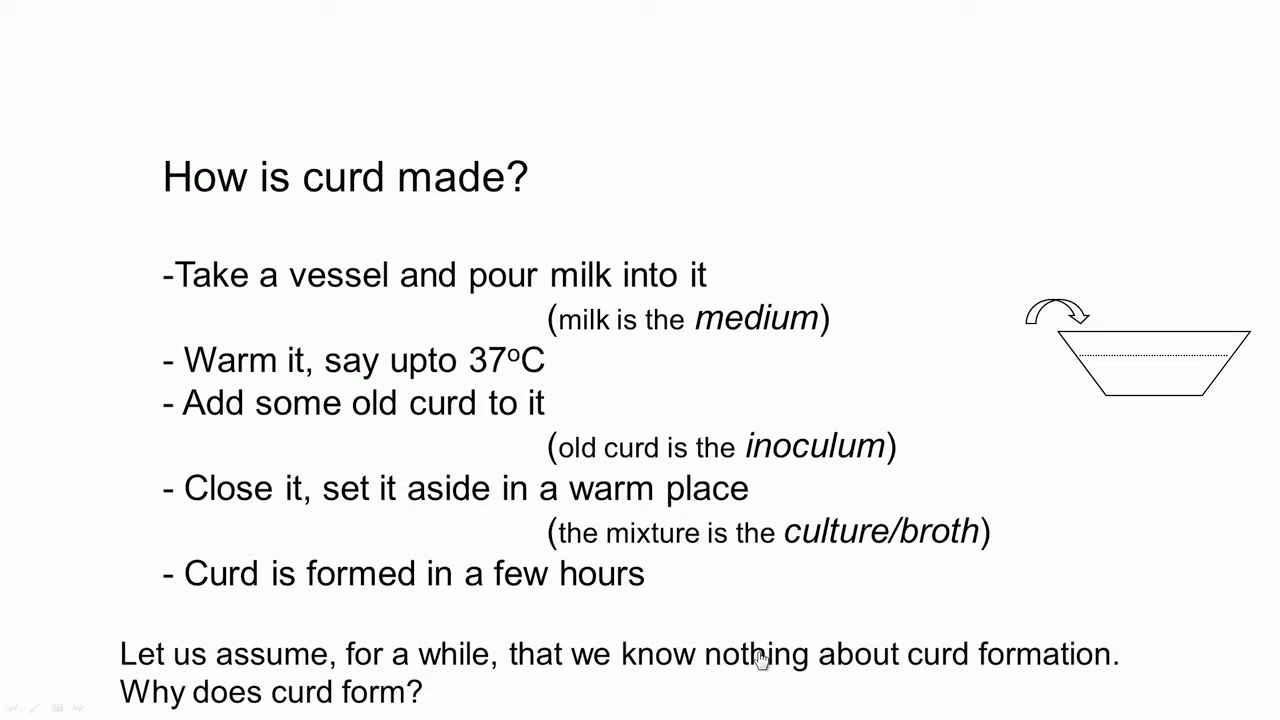 How is curd made?
-Take a vessel and pour milk into it
(milk is the medium)
- Warm it, say upto 37ºC
- Add some old curd to it
(old curd is the inoculum)
- Close it, set it aside in a warm place
(the mixture is the culture/broth)
- Curd is formed in a few hours
Let us assume, for a while, that we know nothing about curd formation.
Why does curd form?